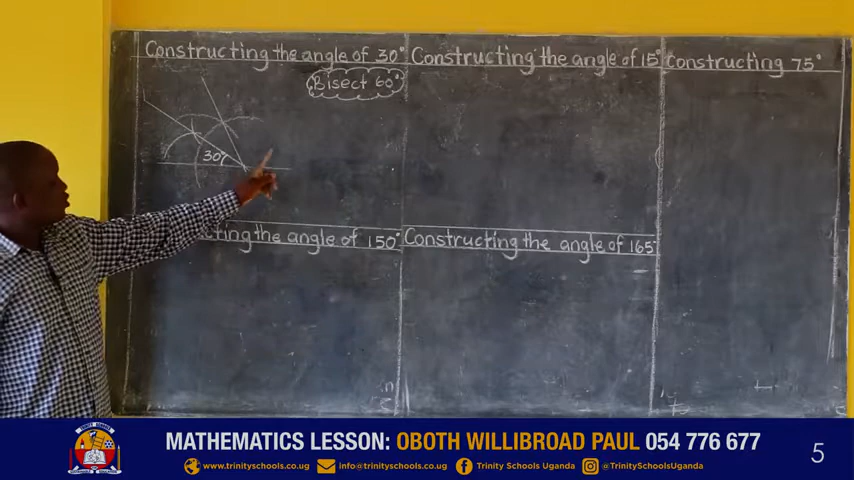 Constructing the angle of 30°
Constructing the angle of 15°
Constructing 75°
Bisect 60°
30°
cting the angle of 150°
Constructing the angle of 165°
MATHEMATICS LESSON: OBOTH WILLIBROAD PAUL 054 776 677
www.trinityschools.co.ug info@trinityschools.co.ug Trinity Schools Uganda @TrinitySchoolsUganda
5